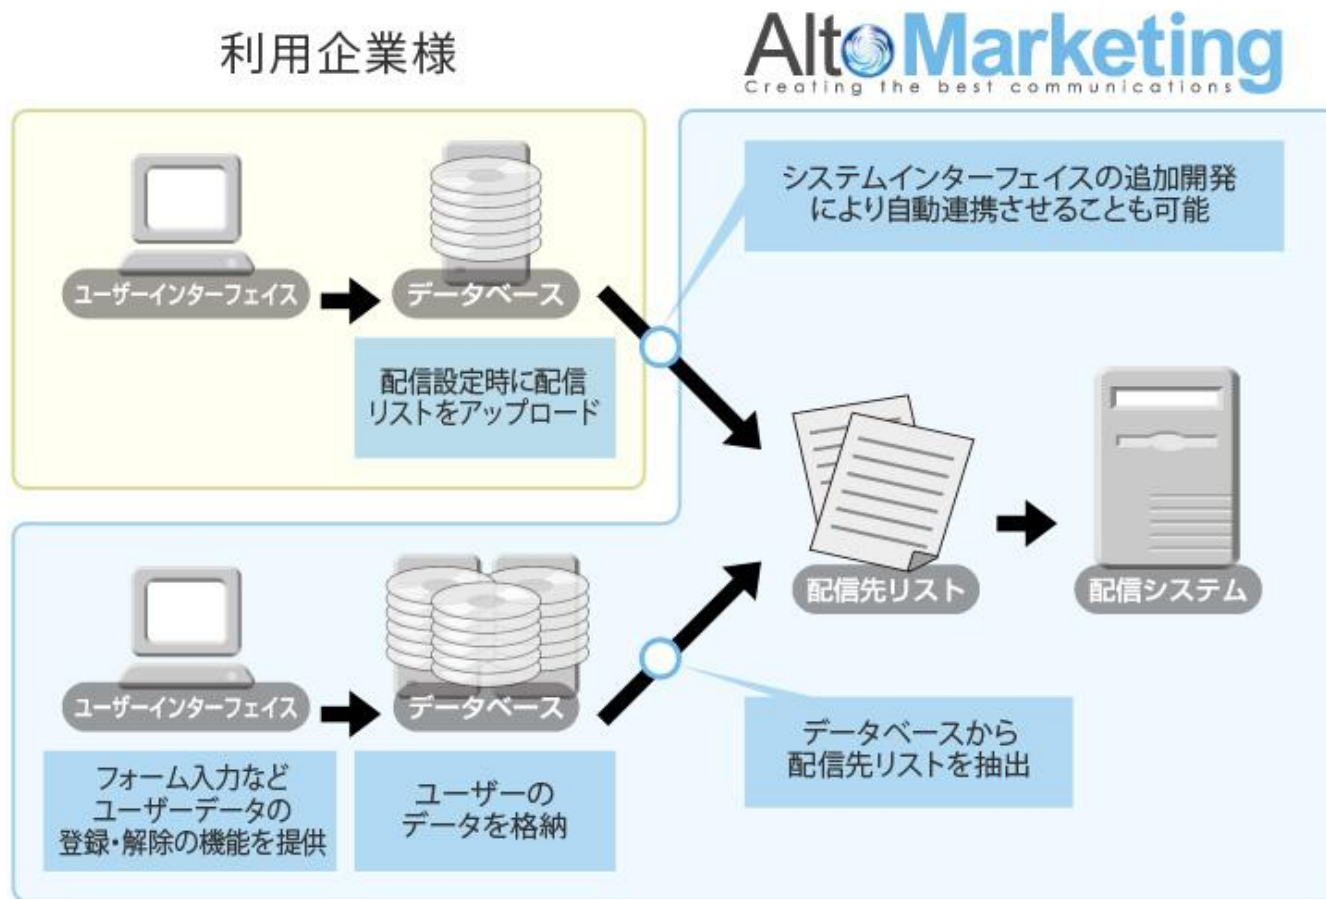 利用企業様
Alto Marketing
Creating the best communications
システムインターフェイスの追加開発
により自動連携させることも可能
ユーザーインターフェイス
データベース
配信設定時に配信
リストをアップロード
配信先リスト
配信システム
ユーザーインターフェイス
データベース
フォーム入力など
ユーザーデータの
登録・解除の機能を提供
ユーザーの
データを格納
データベースから
配信先リストを抽出